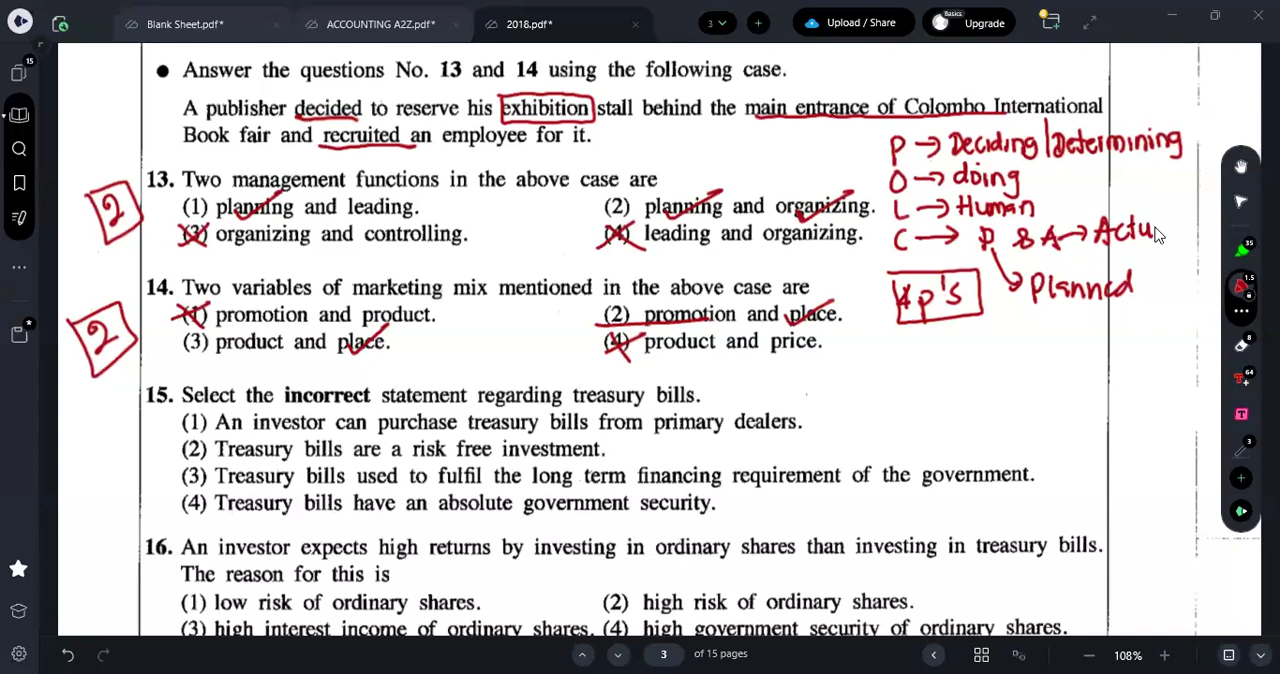 Blank Sheet.pdf*
ACCOUNTING A2Z.pdf*
2018.pdf*
3
Upload / Share
Basics
Upgrade
15
● Answer the questions No. 13 and 14 using the following case.
A publisher decided to reserve his exhibition stall behind the main entrance of Colombo International
Book fair and recruited an employee for it.
P → Deciding/Determining
13. Two management functions in the above case are
O → doing
2
(1) planning and leading.
(2) planning and organizing.
L → Human
(3) organizing and controlling.
(4) leading and organizing.
C → P & A → Actu
Planned
14. Two variables of marketing mix mentioned in the above case are
4p's
2
(1) promotion and product.
(2) promotion and place.
(3) product and place.
(4) product and price.
15. Select the incorrect statement regarding treasury bills.
(1) An investor can purchase treasury bills from primary dealers.
(2) Treasury bills are a risk free investment.
(3) Treasury bills used to fulfil the long term financing requirement of the government.
(4) Treasury bills have an absolute government security.
16. An investor expects high returns by investing in ordinary shares than investing in treasury bills.
The reason for this is
(1) low risk of ordinary shares.
(2) high risk of ordinary shares.
(3) high interest income of ordinary shares.
(4) high government security of ordinary shares.
35
1.5
8
64
T
3
3
of 15 pages
108%